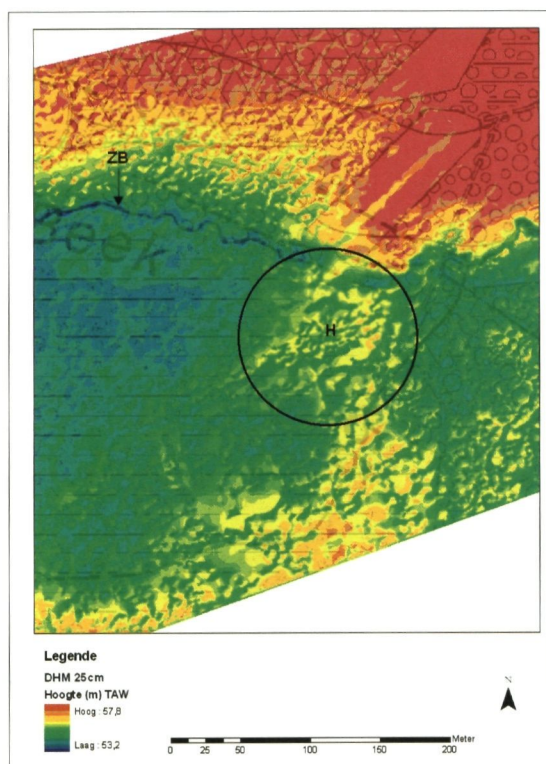 ZB
eek
H
Legende
DHM 25cm
Hoogte (m) TAW
Hoog : 57,8
Laag : 53,2
N
Meter
0 25 50 100 150 200